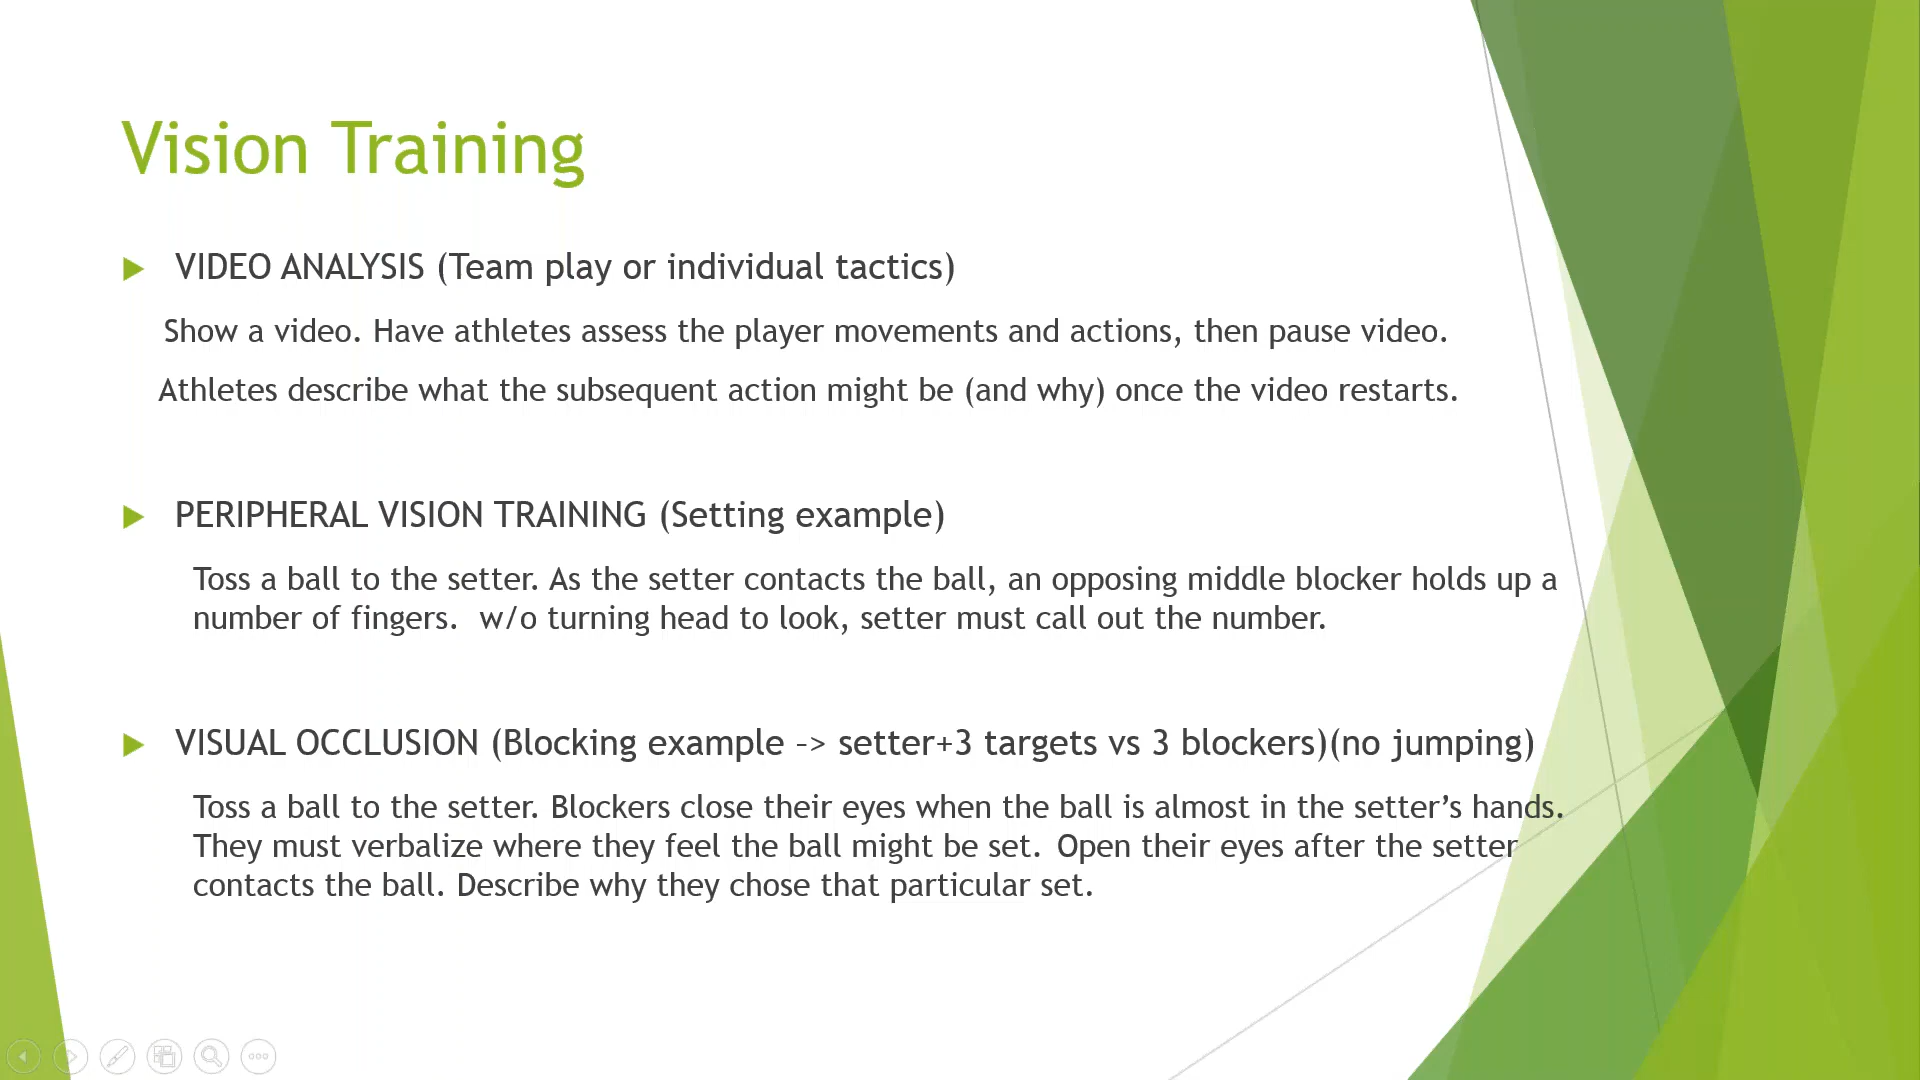 Vision Training
VIDEO ANALYSIS (Team play or individual tactics)
Show a video. Have athletes assess the player movements and actions, then pause video.
Athletes describe what the subsequent action might be (and why) once the video restarts.
PERIPHERAL VISION TRAINING (Setting example)
Toss a ball to the setter. As the setter contacts the ball, an opposing middle blocker holds up a
number of fingers.  w/o turning head to look, setter must call out the number.
VISUAL OCCLUSION (Blocking example -> setter+3 targets vs 3 blockers)(no jumping)
Toss a ball to the setter. Blockers close their eyes when the ball is almost in the setter’s hands.
They must verbalize where they feel the ball might be set.  Open their eyes after the setter
contacts the ball. Describe why they chose that particular set.